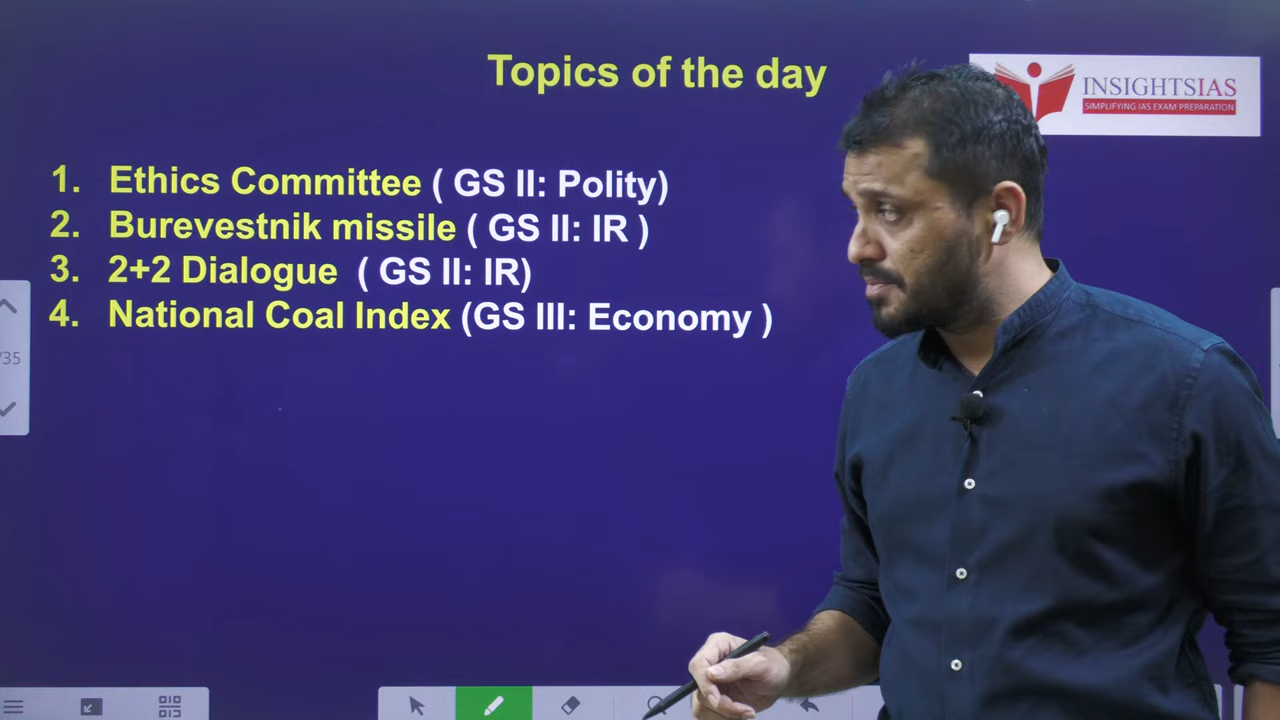 Topics of the day
INSIGHTSIAS
SIMPLIFYING IAS EXAM PREPARATION
1. Ethics Committee ( GS II: Polity)
2. Burevestnik missile ( GS II: IR )
3. 2+2 Dialogue ( GS II: IR)
4. National Coal Index (GS III: Economy )
/35